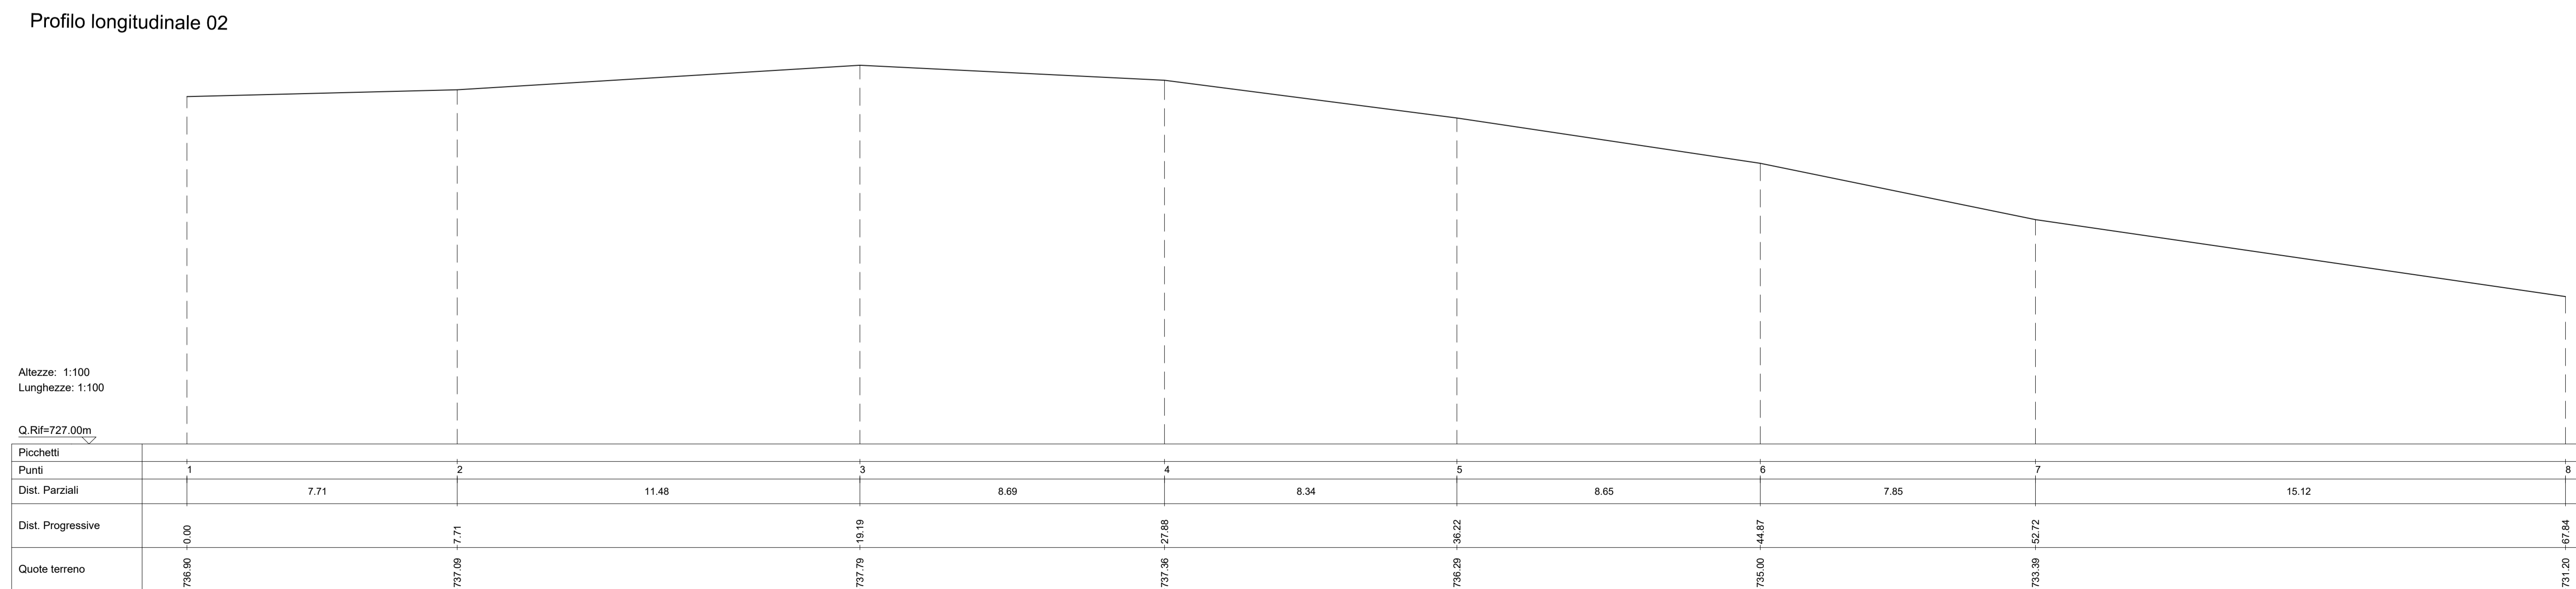 Profilo longitudinale 02
Altezze: 1:100
Lunghezze: 1:100
Q.Rif=727.00m
Picchetti
Punti 1 2 3 4 5 6 7 8
Dist. Parziali 7.71 11.48 8.69 8.34 8.65 7.85 15.12
Dist. Progressive 0.00 7.71 19.19 27.88 36.22 44.87 52.72 67.84
Quote terreno 736.90 737.09 737.79 737.36 736.29 735.00 733.39 731.20